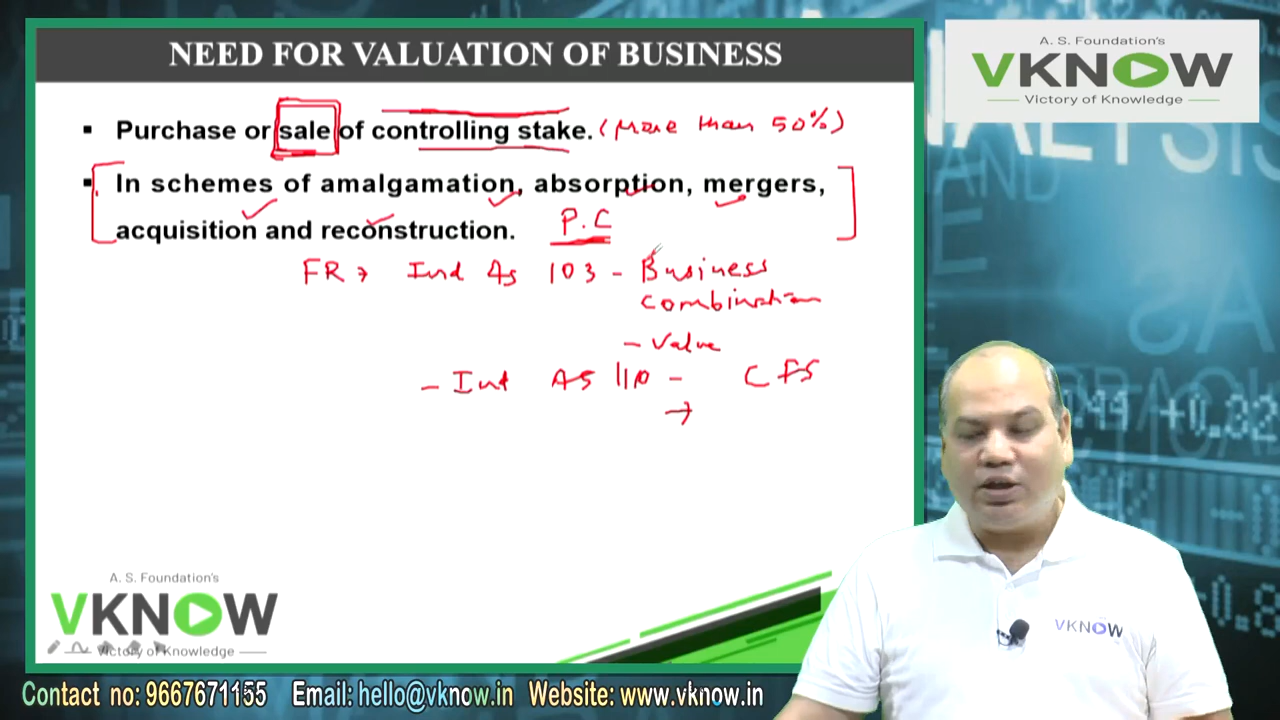 NEED FOR VALUATION OF BUSINESS
A. S. Foundation's
VKNOW
Victory of Knowledge
▪ Purchase or sale of controlling stake. (More than 50%)
▪ In schemes of amalgamation, absorption, mergers,
acquisition and reconstruction. P.C
FR → Ind As 103 - Business
Combination
- Value
- Ind AS 110 - CFS
→
VKNOW
A. S. Foundation's
VKNOW
Victory of Knowledge
Contact no: 9667671155 Email: hello@vknow.in Website: www.vknow.in